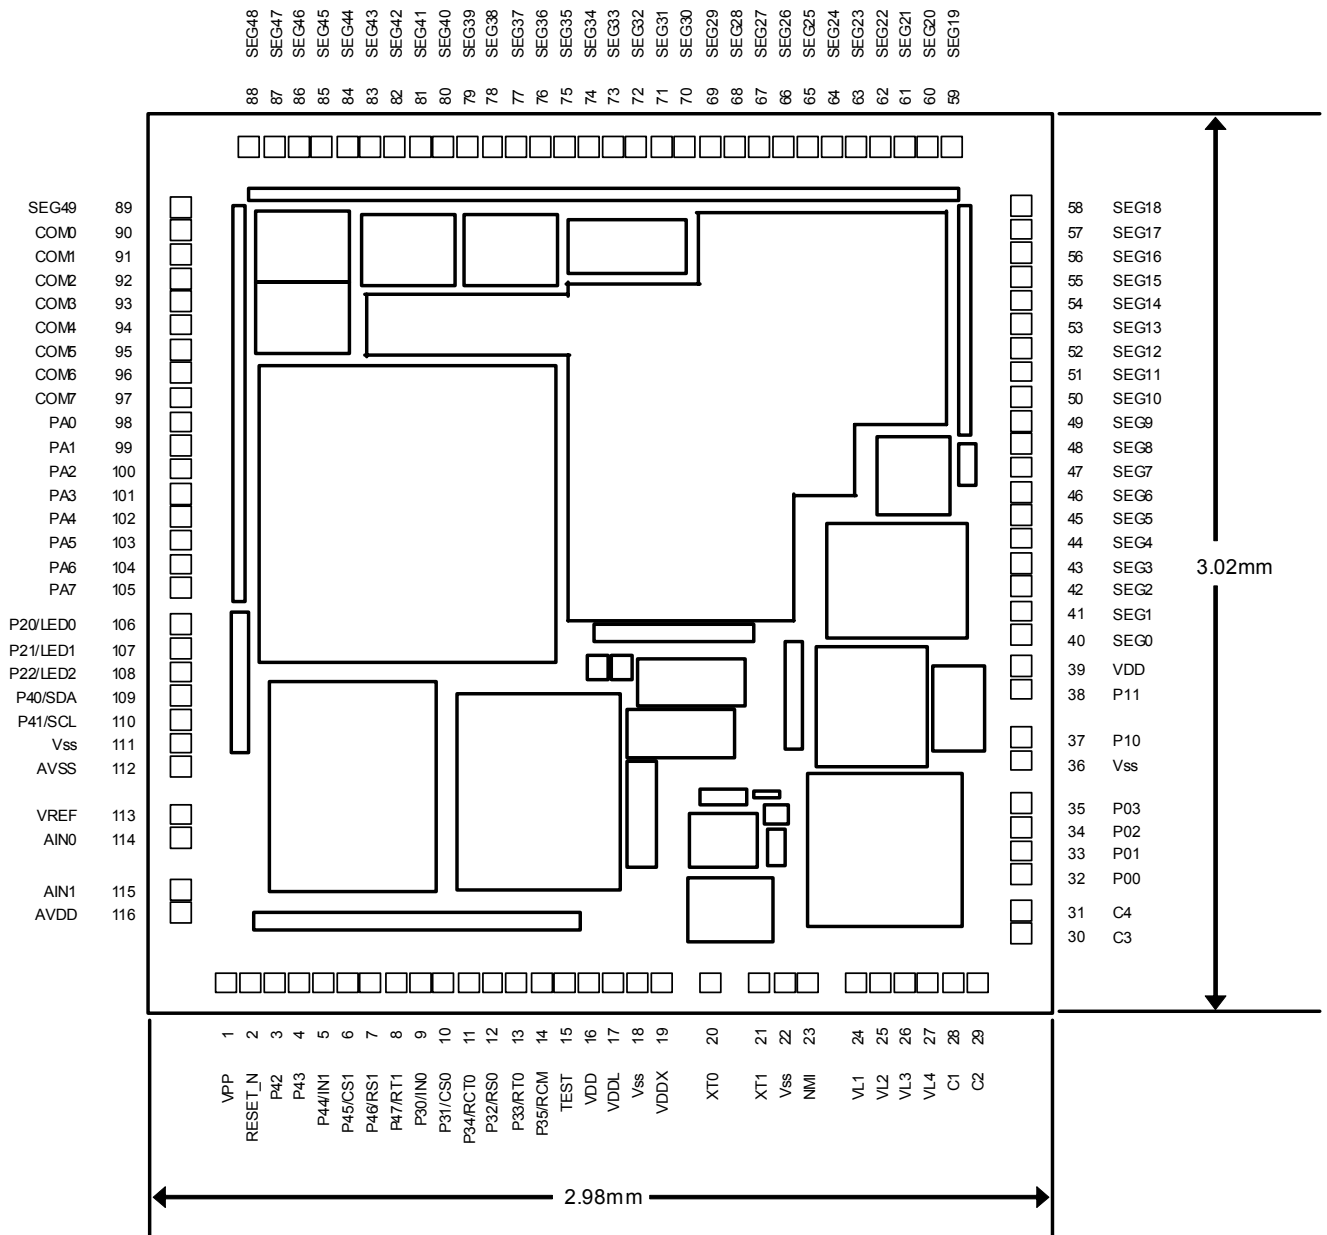 SEG48 SEG47 SEG46 SEG45 SEG44 SEG43 SEG42 SEG41 SEG40 SEG39 SEG38 SEG37 SEG36 SEG35 SEG34 SEG33 SEG32 SEG31 SEG30 SEG29 SEG28 SEG27 SEG26 SEG25 SEG24 SEG23 SEG22 SEG21 SEG20 SEG19
88 87 86 85 84 83 82 81 80 79 78 77 76 75 74 73 72 71 70 69 68 67 66 65 64 63 62 61 60 59
SEG49 89
COM0 90
COM1 91
COM2 92
COM3 93
COM4 94
COM5 95
COM6 96
COM7 97
PA0 98
PA1 99
PA2 100
PA3 101
PA4 102
PA5 103
PA6 104
PA7 105
P20/LED0 106
P21/LED1 107
P22/LED2 108
P40/SDA 109
P41/SCL 110
Vss 111
AVSS 112
VREF 113
AIN0 114
AIN1 115
AVDD 116
58 SEG18
57 SEG17
56 SEG16
55 SEG15
54 SEG14
53 SEG13
52 SEG12
51 SEG11
50 SEG10
49 SEG9
48 SEG8
47 SEG7
46 SEG6
45 SEG5
44 SEG4
43 SEG3
42 SEG2
41 SEG1
40 SEG0
39 VDD
38 P11
37 P10
36 Vss
35 P03
34 P02
33 P01
32 P00
31 C4
30 C3
3.02mm
1 2 3 4 5 6 7 8 9 10 11 12 13 14 15 16 17 18 19 20 21 22 23 24 25 26 27 28 29
VPP RESET_N P42 P43 P44/IN1 P45/CS1 P46/RS1 P47/RT1 P30/IN0 P31/CS0 P34/RCT0 P32/RS0 P33/RT0 P35/RCM TEST VDD VDDL Vss VDDX XT0 XT1 Vss NMI VL1 VL2 VL3 VL4 C1 C2
2.98mm